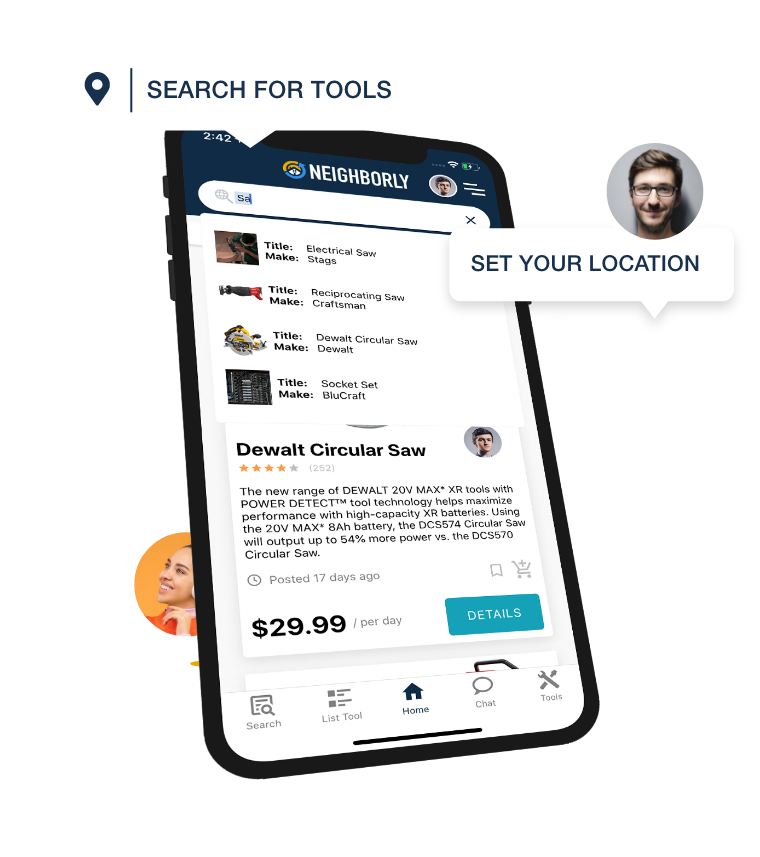 SEARCH FOR TOOLS
2:42
NEIGHBORLY
Sa
Title: Electrical Saw
Make: Stags
SET YOUR LOCATION
Title: Reciprocating Saw
Make: Craftsman
Title: Dewalt Circular Saw
Make: Dewalt
Title: Socket Set
Make: BluCraft
Dewalt Circular Saw
(252)
The new range of DEWALT 20V MAX* XR tools with
POWER DETECT™ tool technology helps maximize
performance with high-capacity XR batteries. Using
the 20V MAX* 8Ah battery, the DCS574 Circular Saw
will output up to 54% more power vs. the DCS570
Circular Saw.
Posted 17 days ago
$29.99 / per day
DETAILS
Search
List Tool
Home
Chat
Tools